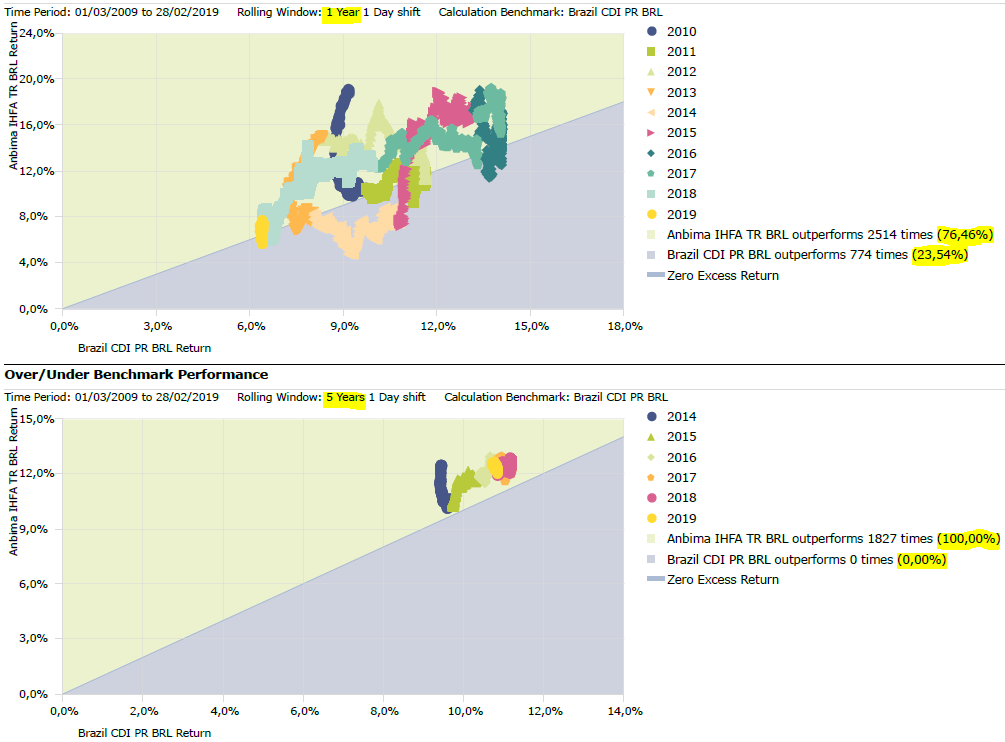 Time Period: 01/03/2009 to 28/02/2019 Rolling Window: 1 Year 1 Day shift Calculation Benchmark: Brazil CDI PR BRL
Anbima IHFA TR BRL Return
24,0%
20,0%
16,0%
12,0%
8,0%
4,0%
0,0%
0,0% 3,0% 6,0% 9,0% 12,0% 15,0% 18,0%
Brazil CDI PR BRL Return
2010
2011
2012
2013
2014
2015
2016
2017
2018
2019
Anbima IHFA TR BRL outperforms 2514 times (76,46%)
Brazil CDI PR BRL outperforms 774 times (23,54%)
Zero Excess Return
Over/Under Benchmark Performance
Time Period: 01/03/2009 to 28/02/2019 Rolling Window: 5 Years 1 Day shift Calculation Benchmark: Brazil CDI PR BRL
Anbima IHFA TR BRL Return
15,0%
12,0%
9,0%
6,0%
3,0%
0,0%
0,0% 2,0% 4,0% 6,0% 8,0% 10,0% 12,0% 14,0%
Brazil CDI PR BRL Return
2014
2015
2016
2017
2018
2019
Anbima IHFA TR BRL outperforms 1827 times (100,00%)
Brazil CDI PR BRL outperforms 0 times (0,00%)
Zero Excess Return